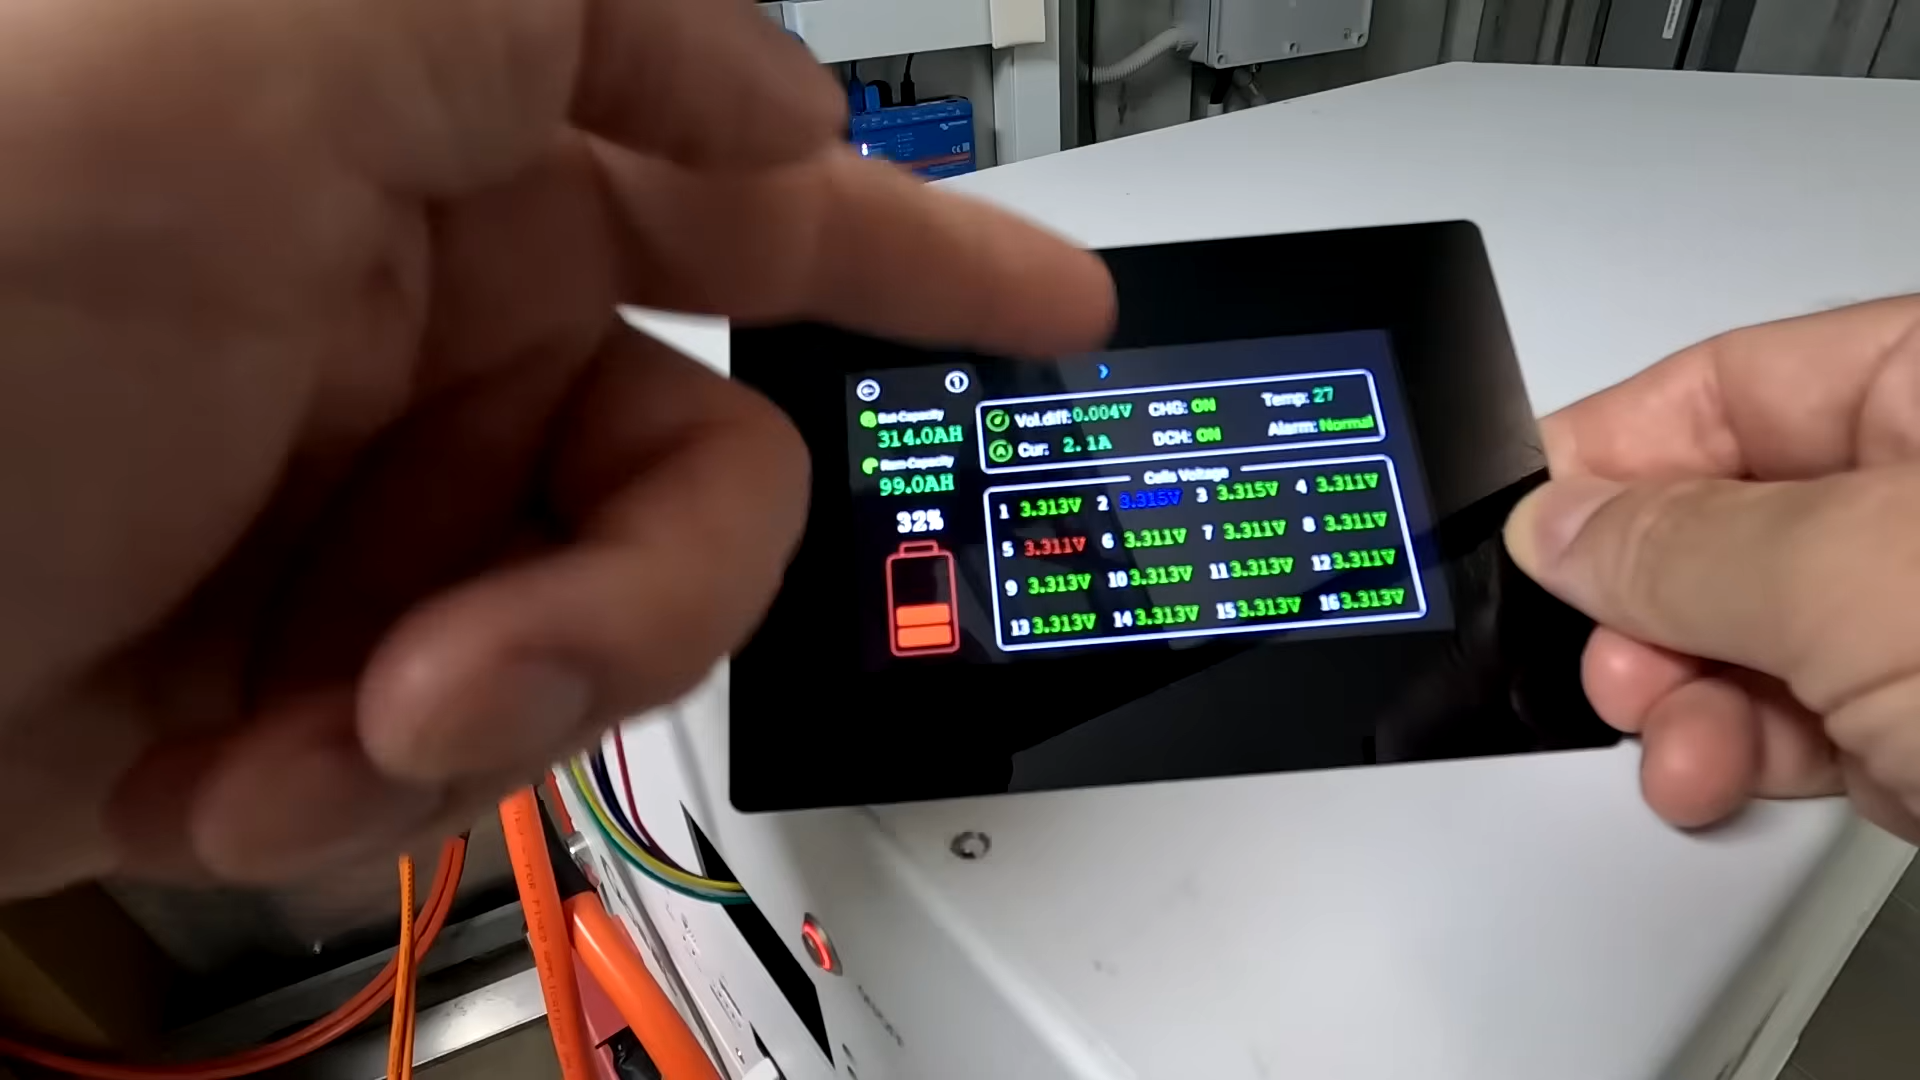 1
Bat Capacity
314.0AH
Rem Capacity
99.0AH
32%
Vol.diff: 0.004V CHG: ON Temp: 27
Cur: 2.1A DCH: ON Alarm: Normal
Cells Voltage
1 3.313V 2 3.315V 3 3.315V 4 3.311V
5 3.311V 6 3.311V 7 3.311V 8 3.311V
9 3.313V 10 3.313V 11 3.313V 12 3.311V
13 3.313V 14 3.313V 15 3.313V 16 3.313V